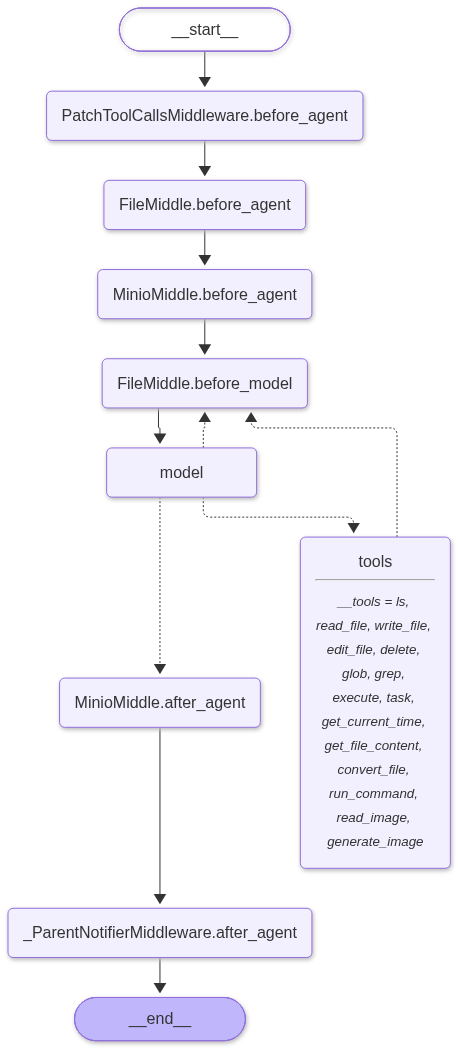 __start__
PatchToolCallsMiddleware.before_agent
FileMiddle.before_agent
MinioMiddle.before_agent
FileMiddle.before_model
model
tools
__tools = ls,
read_file, write_file,
edit_file, delete,
glob, grep,
execute, task,
get_current_time,
get_file_content,
convert_file,
run_command,
read_image,
generate_image
MinioMiddle.after_agent
_ParentNotifierMiddleware.after_agent
__end__